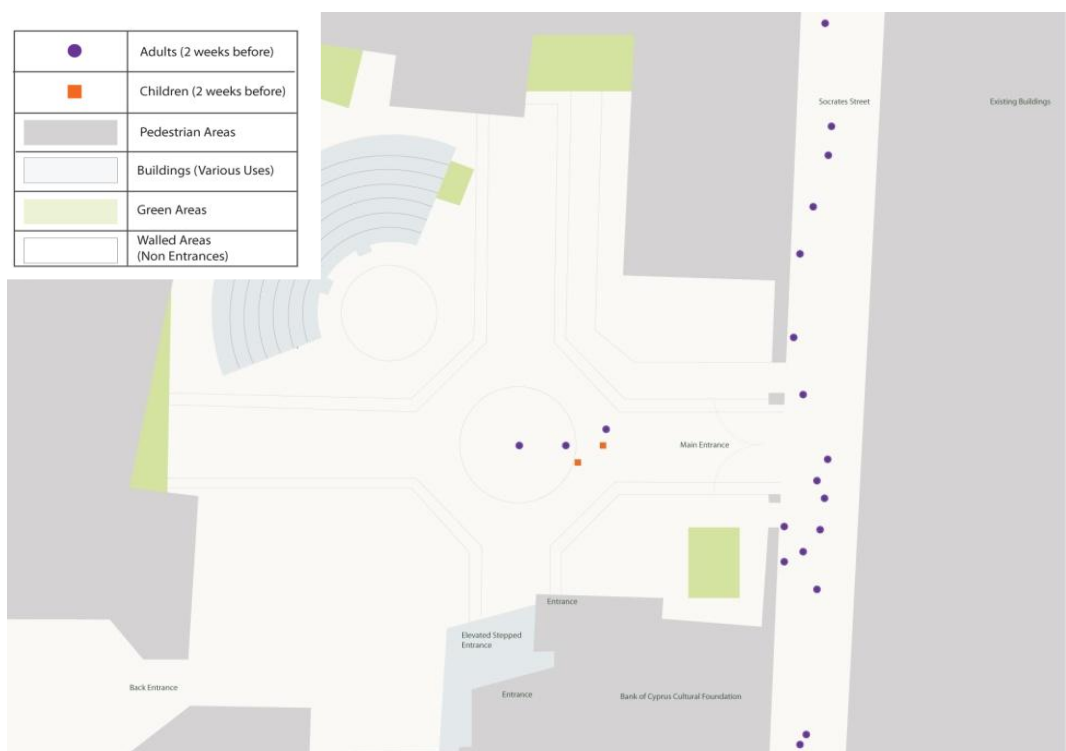 Adults (2 weeks before)
Children (2 weeks before)
Pedestrian Areas
Buildings (Various Uses)
Green Areas
Walled Areas
(Non Entrances)
Socrates Street
Existing Buildings
Main Entrance
Entrance
Elevated Stepped
Entrance
Back Entrance
Entrance
Bank of Cyprus Cultural Foundation